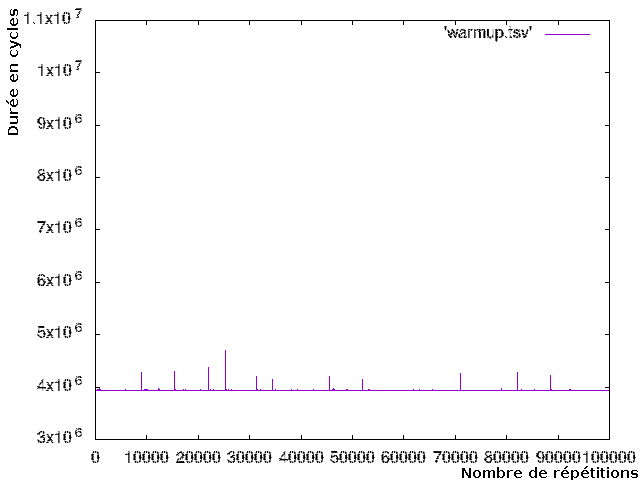 Durée en cycles
1.1x10^7
1x10^7
9x10^6
8x10^6
7x10^6
6x10^6
5x10^6
4x10^6
3x10^6
'warmup.tsv'
0 10000 20000 30000 40000 50000 60000 70000 80000 90000 100000
Nombre de répétitions